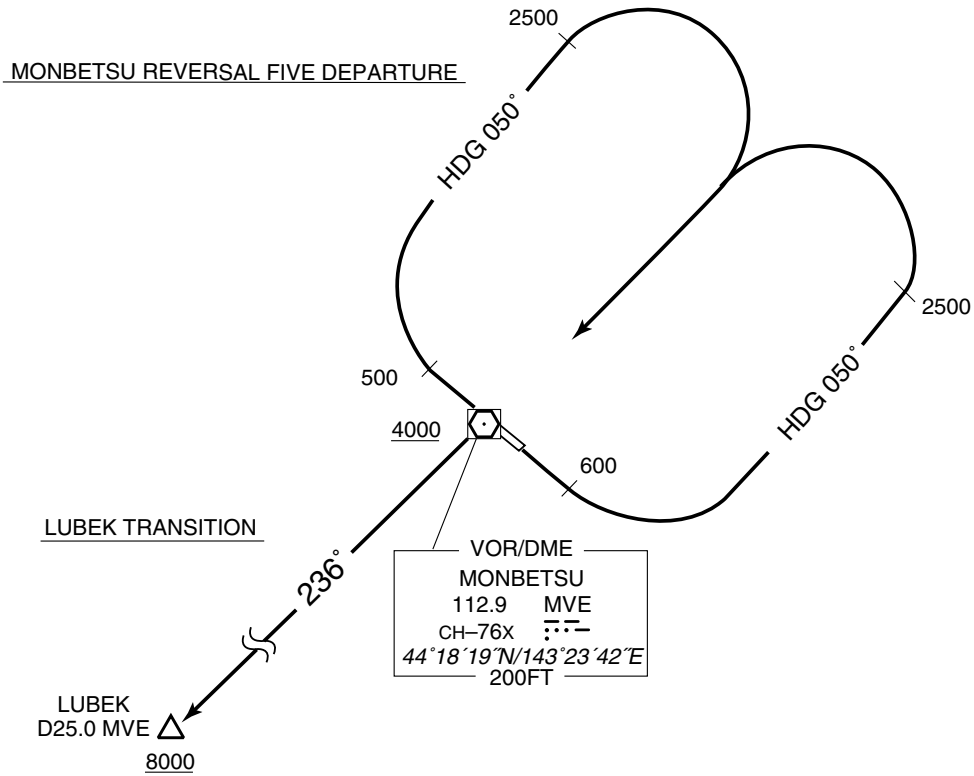 2500
MONBETSU REVERSAL FIVE DEPARTURE
HDG 050°
2500
500
HDG 050°
4000
600
LUBEK TRANSITION
236°
VOR/DME
MONBETSU
112.9 MVE
CH–76X
44°18´19˝N/143°23´42˝E
200FT
LUBEK
D25.0 MVE
8000